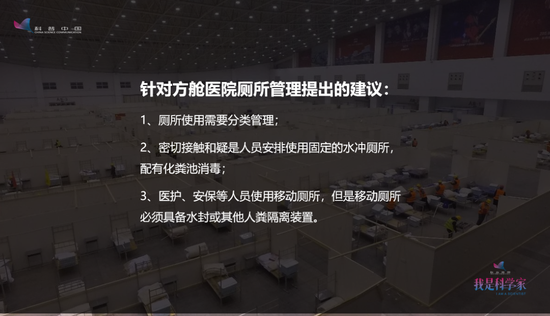 科普中国
CHINA SCIENCE COMMUNICATION
针对方舱医院厕所管理提出的建议：
1、厕所使用需要分类管理；
2、密切接触和疑是人员安排使用固定的水冲厕所，
配有化粪池消毒；
3、医护、安保等人员使用移动厕所，但是移动厕所
必须具备水封或其他人粪隔离装置。
我是科学家